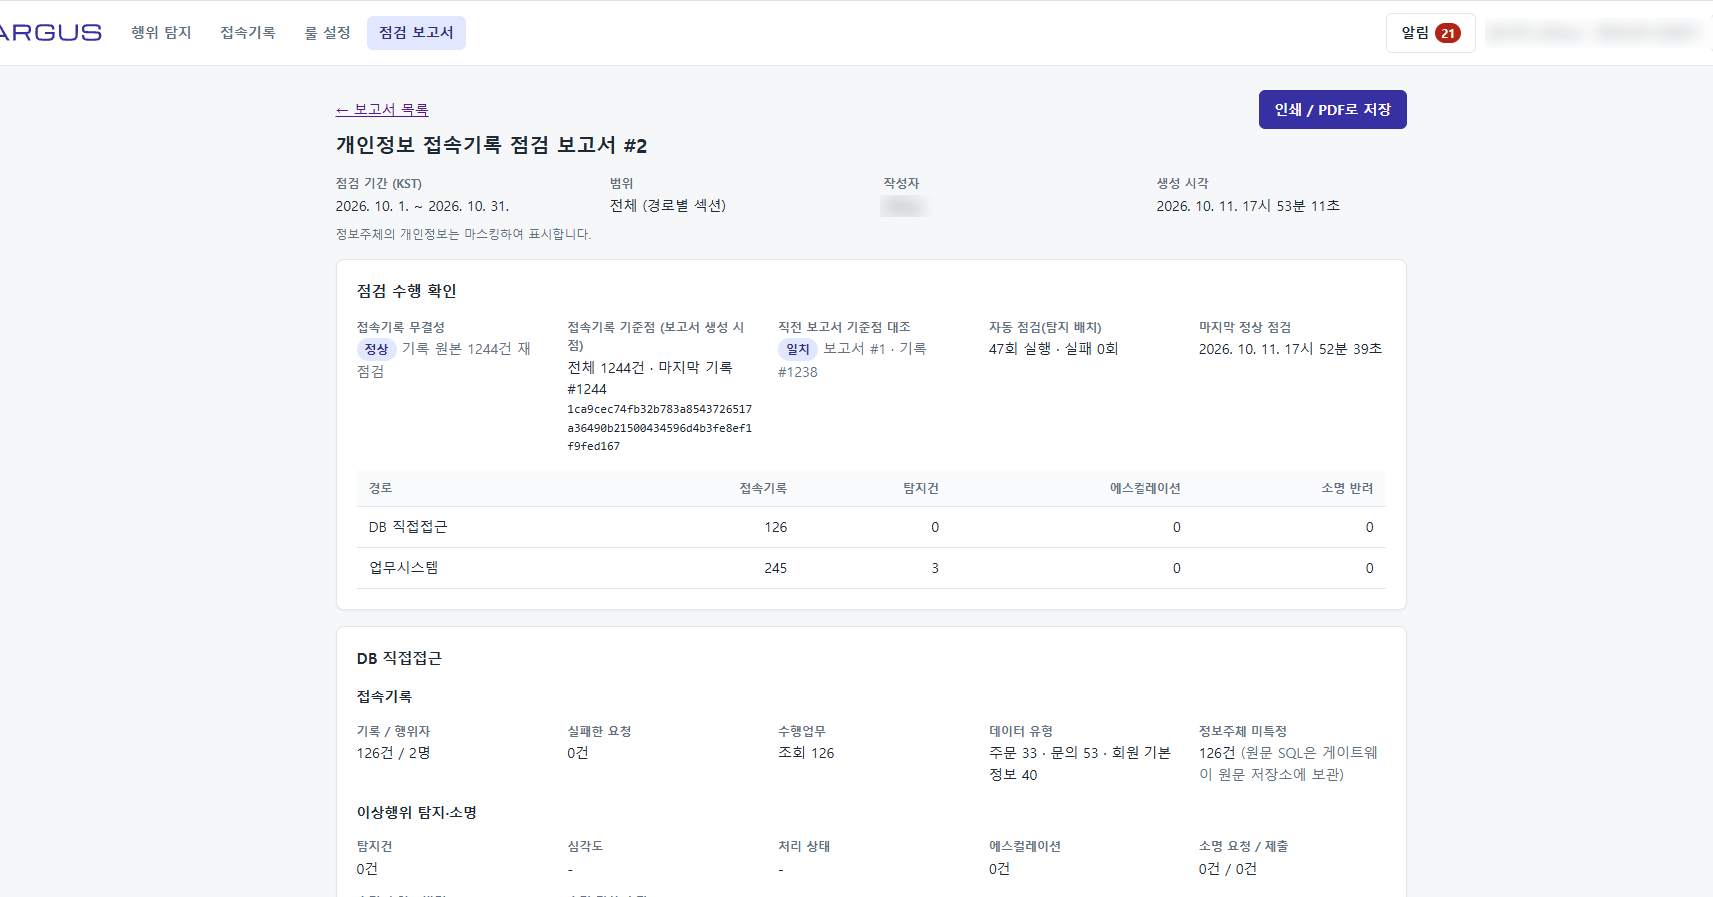 ARGUS
행위 탐지
접속기록
룰 설정
점검 보고서
알림 21
← 보고서 목록
인쇄 / PDF로 저장
개인정보 접속기록 점검 보고서 #2
점검 기간 (KST)
2026. 10. 1. ~ 2026. 10. 31.
범위
전체 (경로별 섹션)
작성자
생성 시각
2026. 10. 11. 17시 53분 11초
정보주체의 개인정보는 마스킹하여 표시합니다.
점검 수행 확인
접속기록 무결성
정상 기록 원본 1244건 재
점검
접속기록 기준점 (보고서 생성 시
점)
전체 1244건 · 마지막 기록
#1244
1ca9cec74fb32b783a8543726517
a36490b21500434596d4b3fe8ef1
f9fed167
직전 보고서 기준점 대조
일치 보고서 #1 · 기록
#1238
자동 점검(탐지 배치)
47회 실행 · 실패 0회
마지막 정상 점검
2026. 10. 11. 17시 52분 39초
경로 접속기록 탐지건 에스컬레이션 소명 반려
DB 직접접근 126 0 0 0
업무시스템 245 3 0 0
DB 직접접근
접속기록
기록 / 행위자
126건 / 2명
실패한 요청
0건
수행업무
조회 126
데이터 유형
주문 33 · 문의 53 · 회원 기본
정보 40
정보주체 미특정
126건 (원문 SQL은 게이트웨
이 원문 저장소에 보관)
이상행위 탐지·소명
탐지건
0건
심각도
-
처리 상태
-
에스컬레이션
0건
소명 요청 / 제출
0건 / 0건